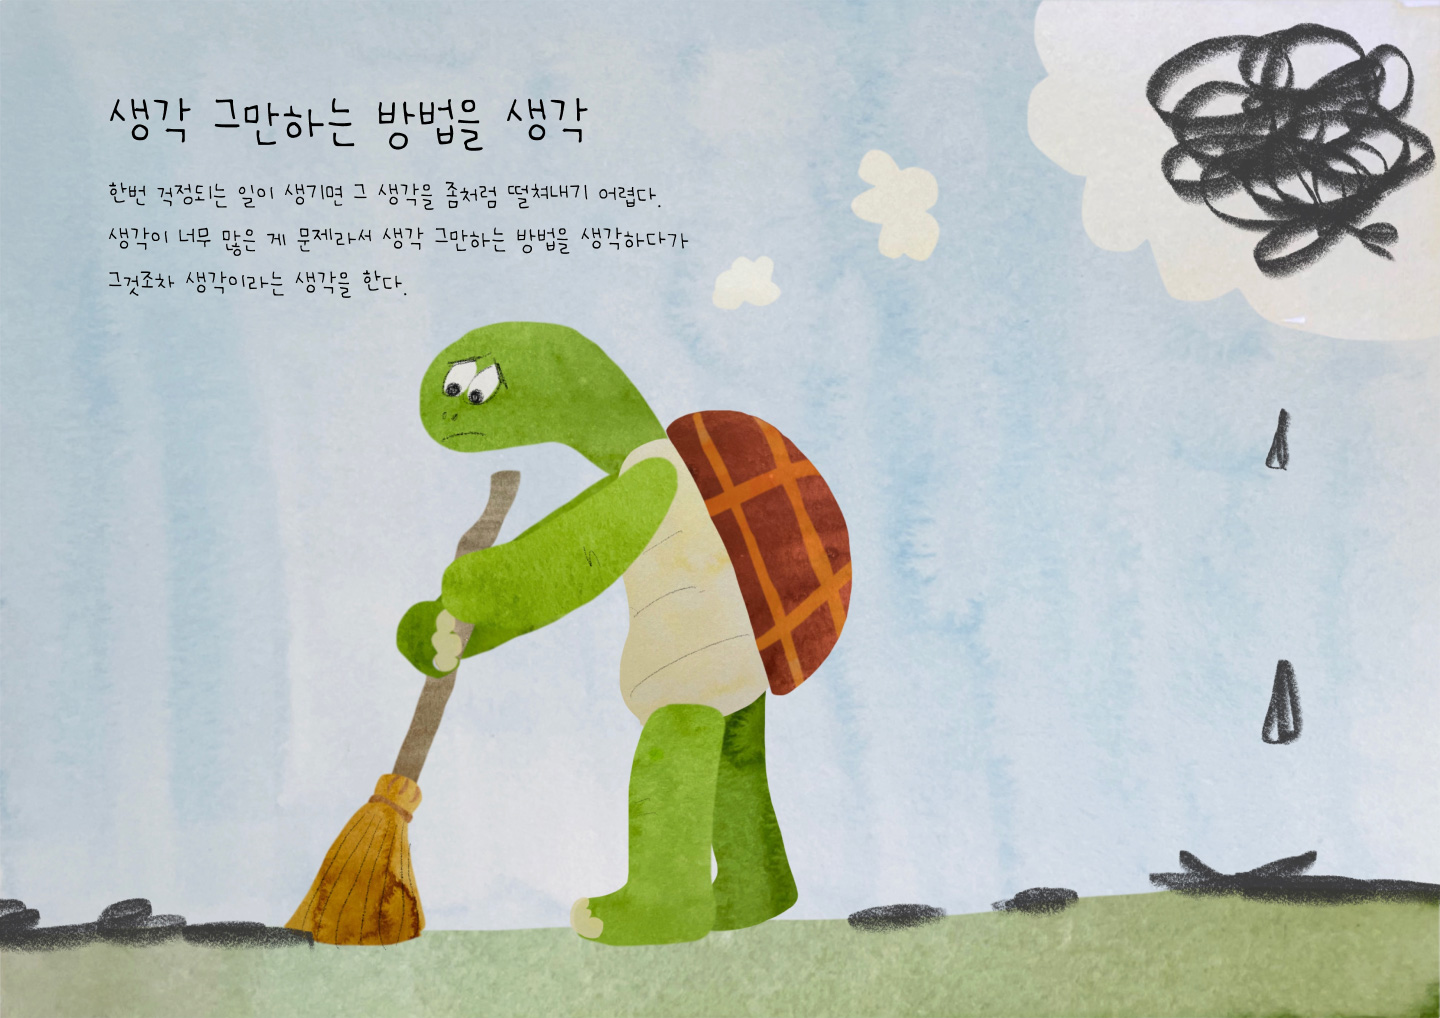 생각 그만하는 방법을 생각
한번 걱정되는 일이 생기면 그 생각을 좀처럼 떨쳐내기 어렵다.
생각이 너무 많은 게 문제라서 생각 그만하는 방법을 생각하다가
그것조차 생각이라는 생각을 한다.